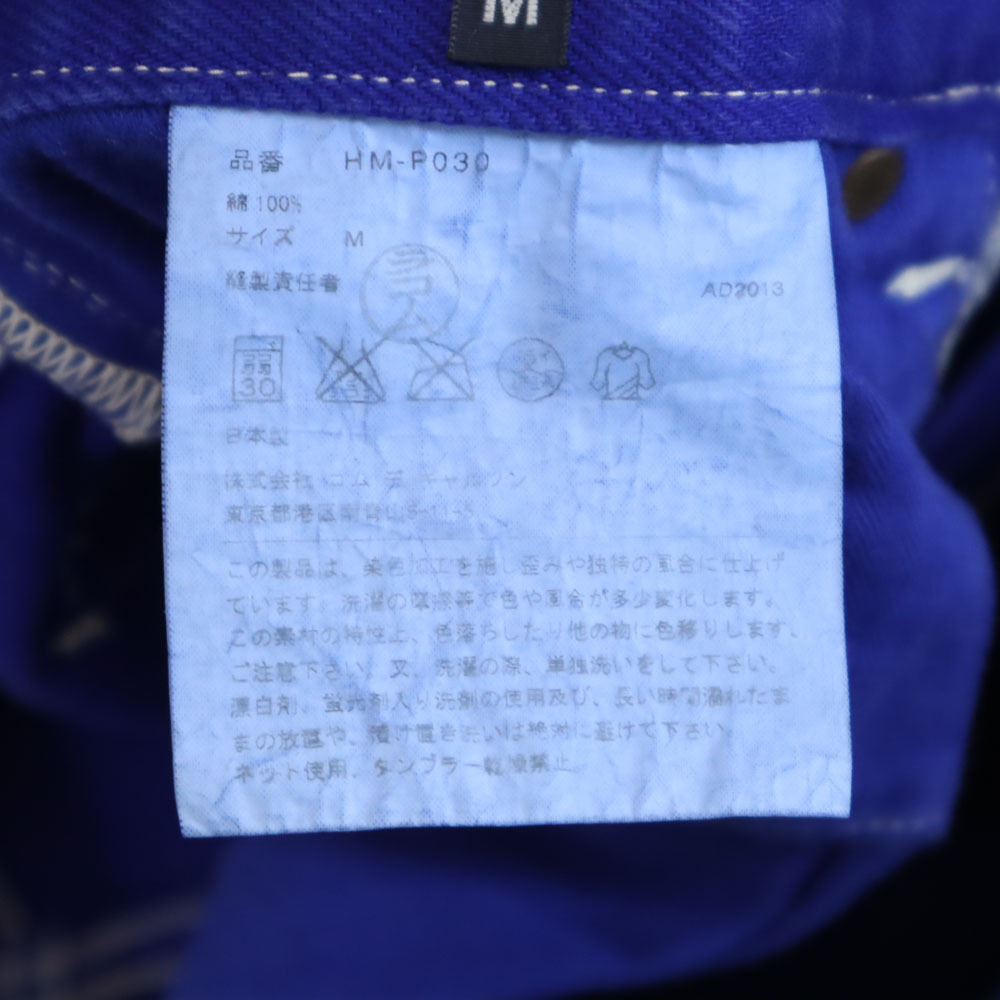 M
品番 HM-P030
綿 100%
サイズ M
縫製責任者 コム AD2013
弱 30
日本製
株式会社 コム デ ギャルソン
東京都港区南青山5-11-5
この製品は、染色加工を施し歪みや独特の風合に仕上げ
ています。洗濯の摩擦等で色や風合が多少変化します。
この素材の特性上、色落ちしたり他の物に色移りします、
ご注意下さい。又、洗濯の際、単独洗いをして下さい。
漂白剤、蛍光剤入り洗剤の使用及び、長い時間濡れたま
まの放置や、漬け置き洗いは絶対に避けて下さい。
ネット使用、タンブラー乾燥禁止。